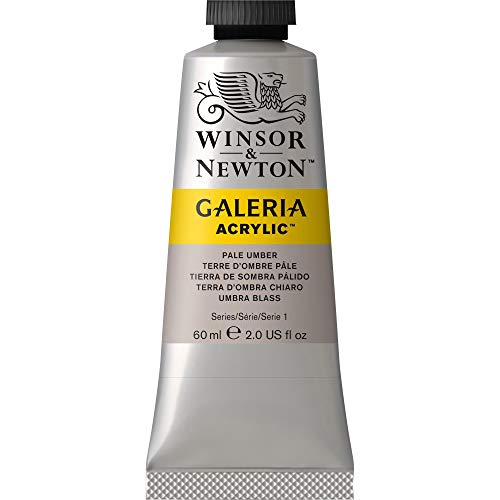 WINSOR
&
NEWTON™
GALERIA
ACRYLIC™
PALE UMBER
TERRE D'OMBRE PÂLE
TIERRA DE SOMBRA PÁLIDO
TERRA D'OMBRA CHIARO
UMBRA BLASS
Series/Série/Serie 1
60 ml ℮ 2.0 US fl oz